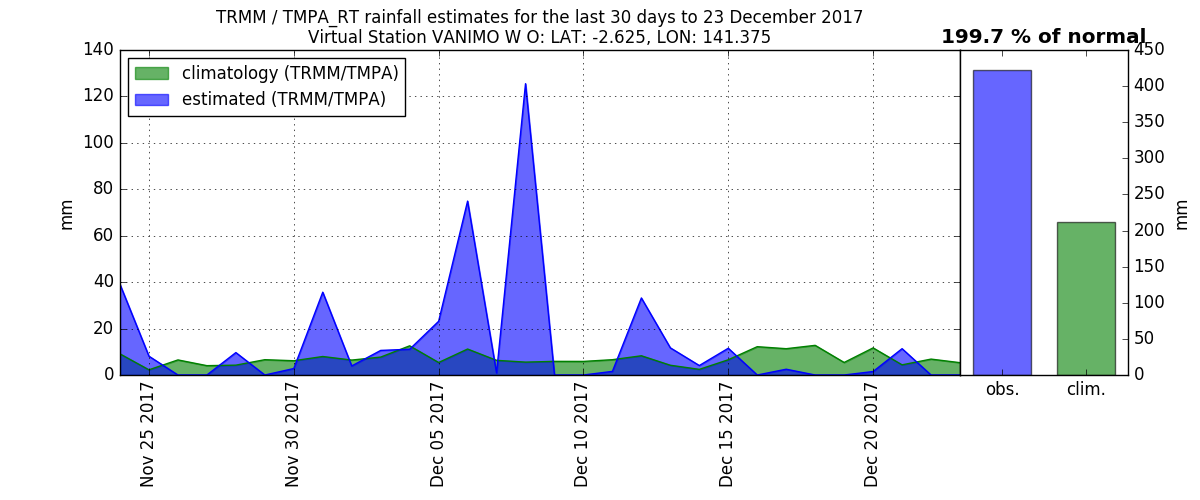 TRMM / TMPA_RT rainfall estimates for the last 30 days to 23 December 2017
Virtual Station VANIMO W O: LAT: -2.625, LON: 141.375
199.7 % of normal
climatology (TRMM/TMPA)
estimated (TRMM/TMPA)
140
120
100
80
60
40
20
0
mm
Nov 25 2017
Nov 30 2017
Dec 05 2017
Dec 10 2017
Dec 15 2017
Dec 20 2017
obs.
clim.
450
400
350
300
250
200
150
100
50
0
mm